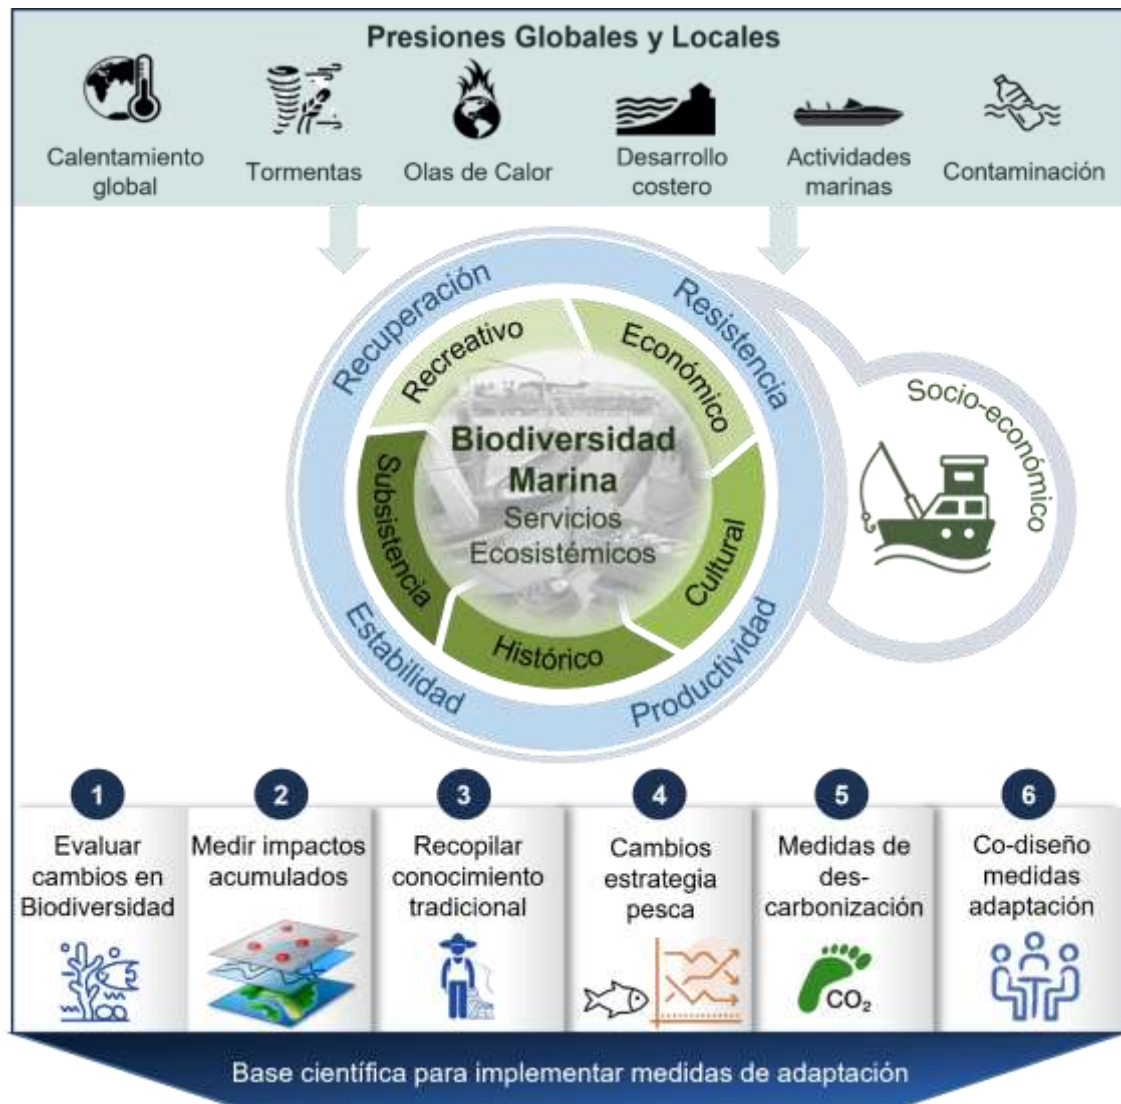 Presiones Globales y Locales
Calentamiento
global
Tormentas
Olas de Calor
Desarrollo
costero
Actividades
marinas
Contaminación
Recuperación
Resistencia
Recreativo
Económico
Socio-económico
Biodiversidad
Marina
Servicios
Ecosistémicos
Subsistencia
Cultural
Histórico
Estabilidad
Productividad
1
Evaluar
cambios en
Biodiversidad
2
Medir impactos
acumulados
3
Recopilar
conocimiento
tradicional
4
Cambios
estrategia
pesca
5
Medidas de
des-
carbonización
CO₂
6
Co-diseño
medidas
adaptación
Base científica para implementar medidas de adaptación